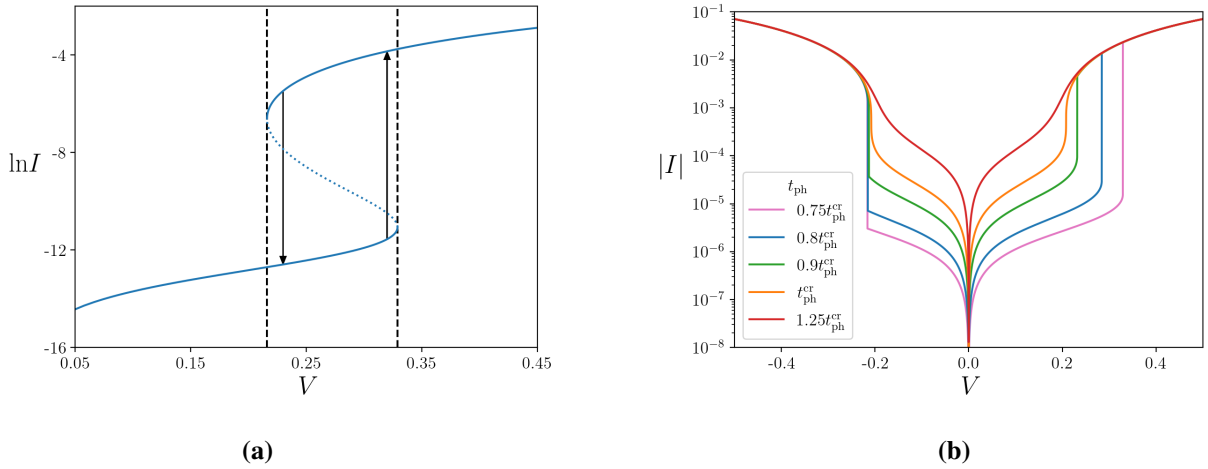 lnI
-4
-8
-12
-16
0.05
0.15
0.25
0.35
0.45
V
(a)
|I|
10⁻¹
10⁻²
10⁻³
10⁻⁴
10⁻⁵
10⁻⁶
10⁻⁷
10⁻⁸
t_ph
0.75t_ph^cr
0.8t_ph^cr
0.9t_ph^cr
t_ph^cr
1.25t_ph^cr
-0.4
-0.2
0.0
0.2
0.4
V
(b)